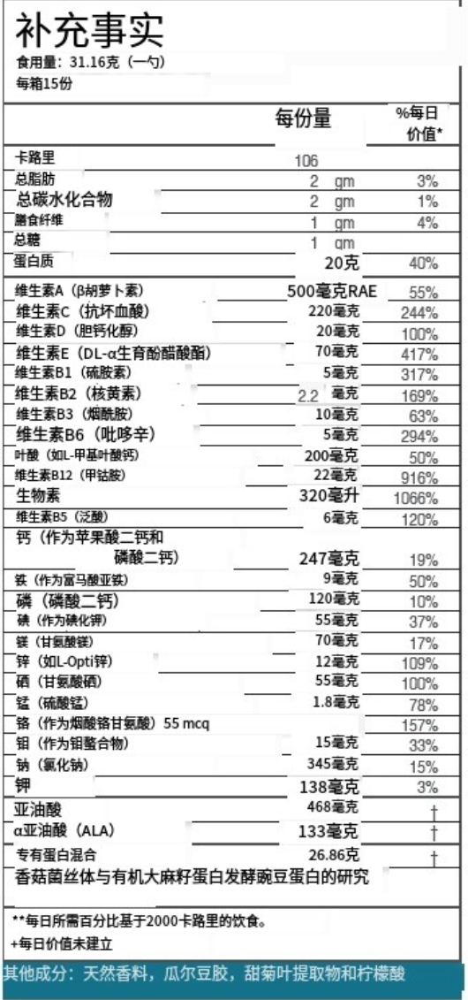 补充事实
食用量：31.16克（一勺）
每箱15份
每份量 %每日
价值*
卡路里 106
总脂肪 2 gm 3%
总碳水化合物 2 gm 1%
膳食纤维 1 gm 4%
总糖 1 gm
蛋白质 20克 40%
维生素A（β胡萝卜素） 500毫克RAE 55%
维生素C（抗坏血酸） 220毫克 244%
维生素D（胆钙化醇） 20毫克 100%
维生素E（DL-α生育酚醋酸酯） 70毫克 417%
维生素B1（硫胺素） 5毫克 317%
维生素B2（核黄素） 2.2 毫克 169%
维生素B3（烟酰胺） 10毫克 63%
维生素B6（吡哆辛） 5毫克 294%
叶酸（如L-甲基叶酸钙） 200毫克 50%
维生素B12（甲钴胺） 22毫克 916%
生物素 320毫升 1066%
维生素B5（泛酸） 6毫克 120%
钙（作为苹果酸二钙和
磷酸二钙） 247毫克 19%
铁（作为富马酸亚铁） 9毫克 50%
磷（磷酸二钙） 120毫克 10%
碘（作为碘化钾） 55毫克 37%
镁（甘氨酸镁） 70毫克 17%
锌（如L-Opti锌） 12毫克 109%
硒（甘氨酸硒） 55毫克 100%
锰（硫酸锰） 1.8毫克 78%
铬（作为烟酸铬甘氨酸）55 mcq 157%
钼（作为钼螯合物） 15毫克 33%
钠（氯化钠） 345毫克 15%
钾 138毫克 3%
亚油酸 468毫克 †
α亚油酸（ALA） 133毫克 †
专有蛋白混合 26.86克 †
香菇菌丝体与有机大麻籽蛋白发酵豌豆蛋白的研究
**每日所需百分比基于2000卡路里的饮食。
+每日价值未建立
其他成分：天然香料，瓜尔豆胶，甜菊叶提取物和柠檬酸